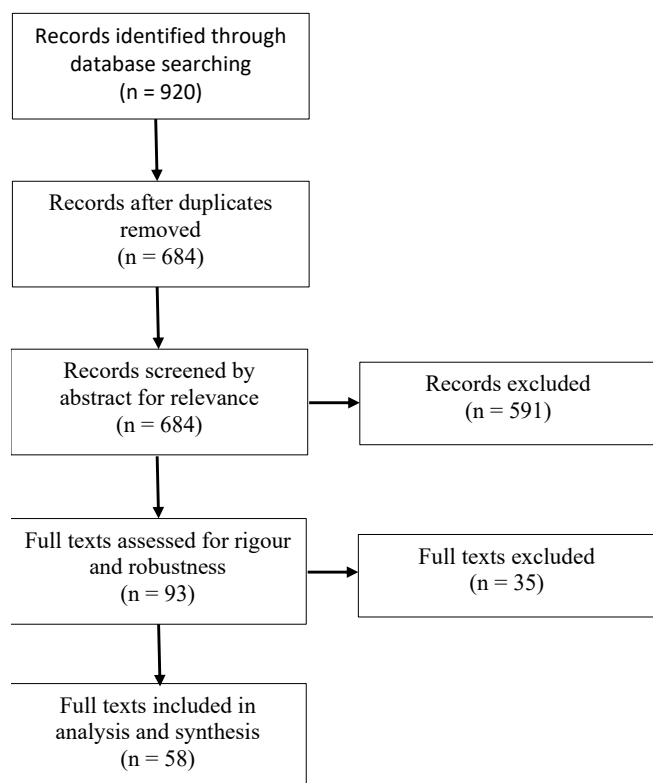 Records identified through
database searching
(n = 920)
Records after duplicates
removed
(n = 684)
Records screened by
abstract for relevance
(n = 684)
Records excluded
(n = 591)
Full texts assessed for rigour
and robustness
(n = 93)
Full texts excluded
(n = 35)
Full texts included in
analysis and synthesis
(n = 58)